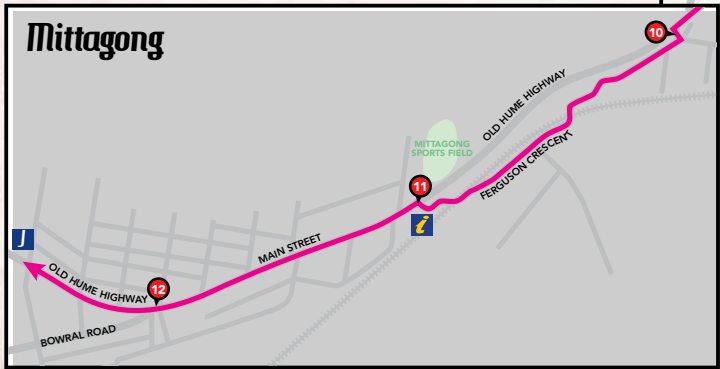 Mittagong
10
OLD HUME HIGHWAY
MITTAGONG
SPORTS FIELD
FERGUSON CRESCENT
11
i
MAIN STREET
J
OLD HUME HIGHWAY
12
BOWRAL ROAD